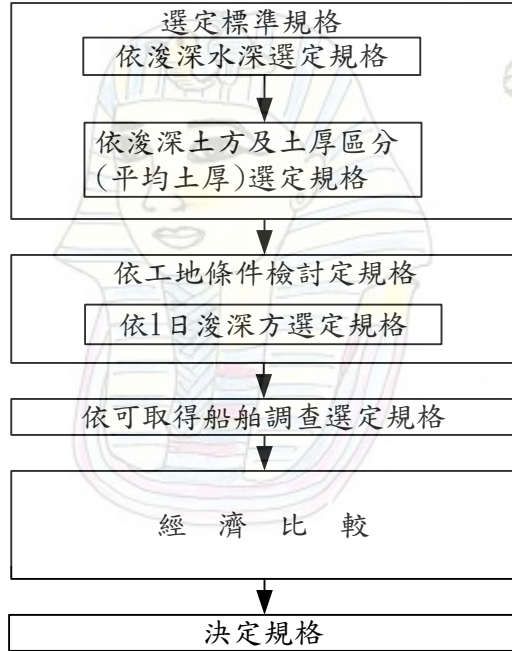 選定標準規格
依浚深水深選定規格
依浚深土方及土厚區分
(平均土厚)選定規格
依工地條件檢討定規格
依1日浚深方選定規格
依可取得船舶調查選定規格
經濟比較
決定規格